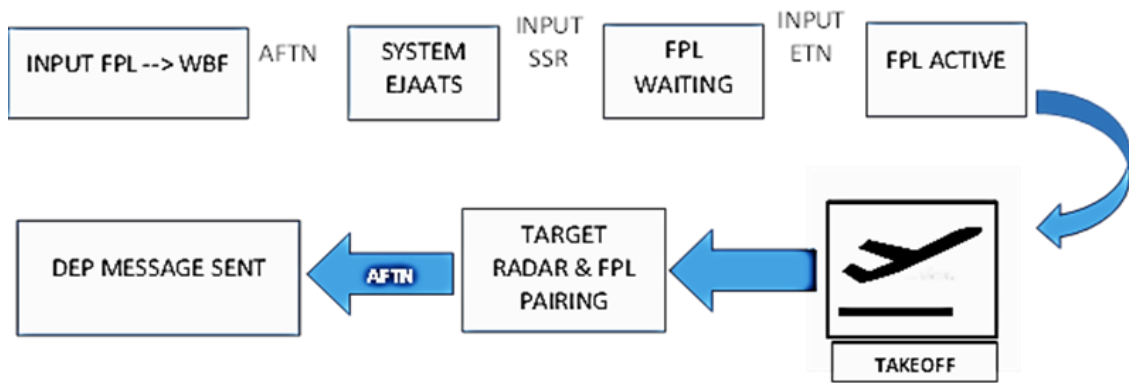 INPUT FPL --> WBF
AFTN
SYSTEM
EJAATS
INPUT
SSR
FPL
WAITING
INPUT
ETN
FPL ACTIVE
DEP MESSAGE SENT
AFTN
TARGET
RADAR & FPL
PAIRING
TAKEOFF